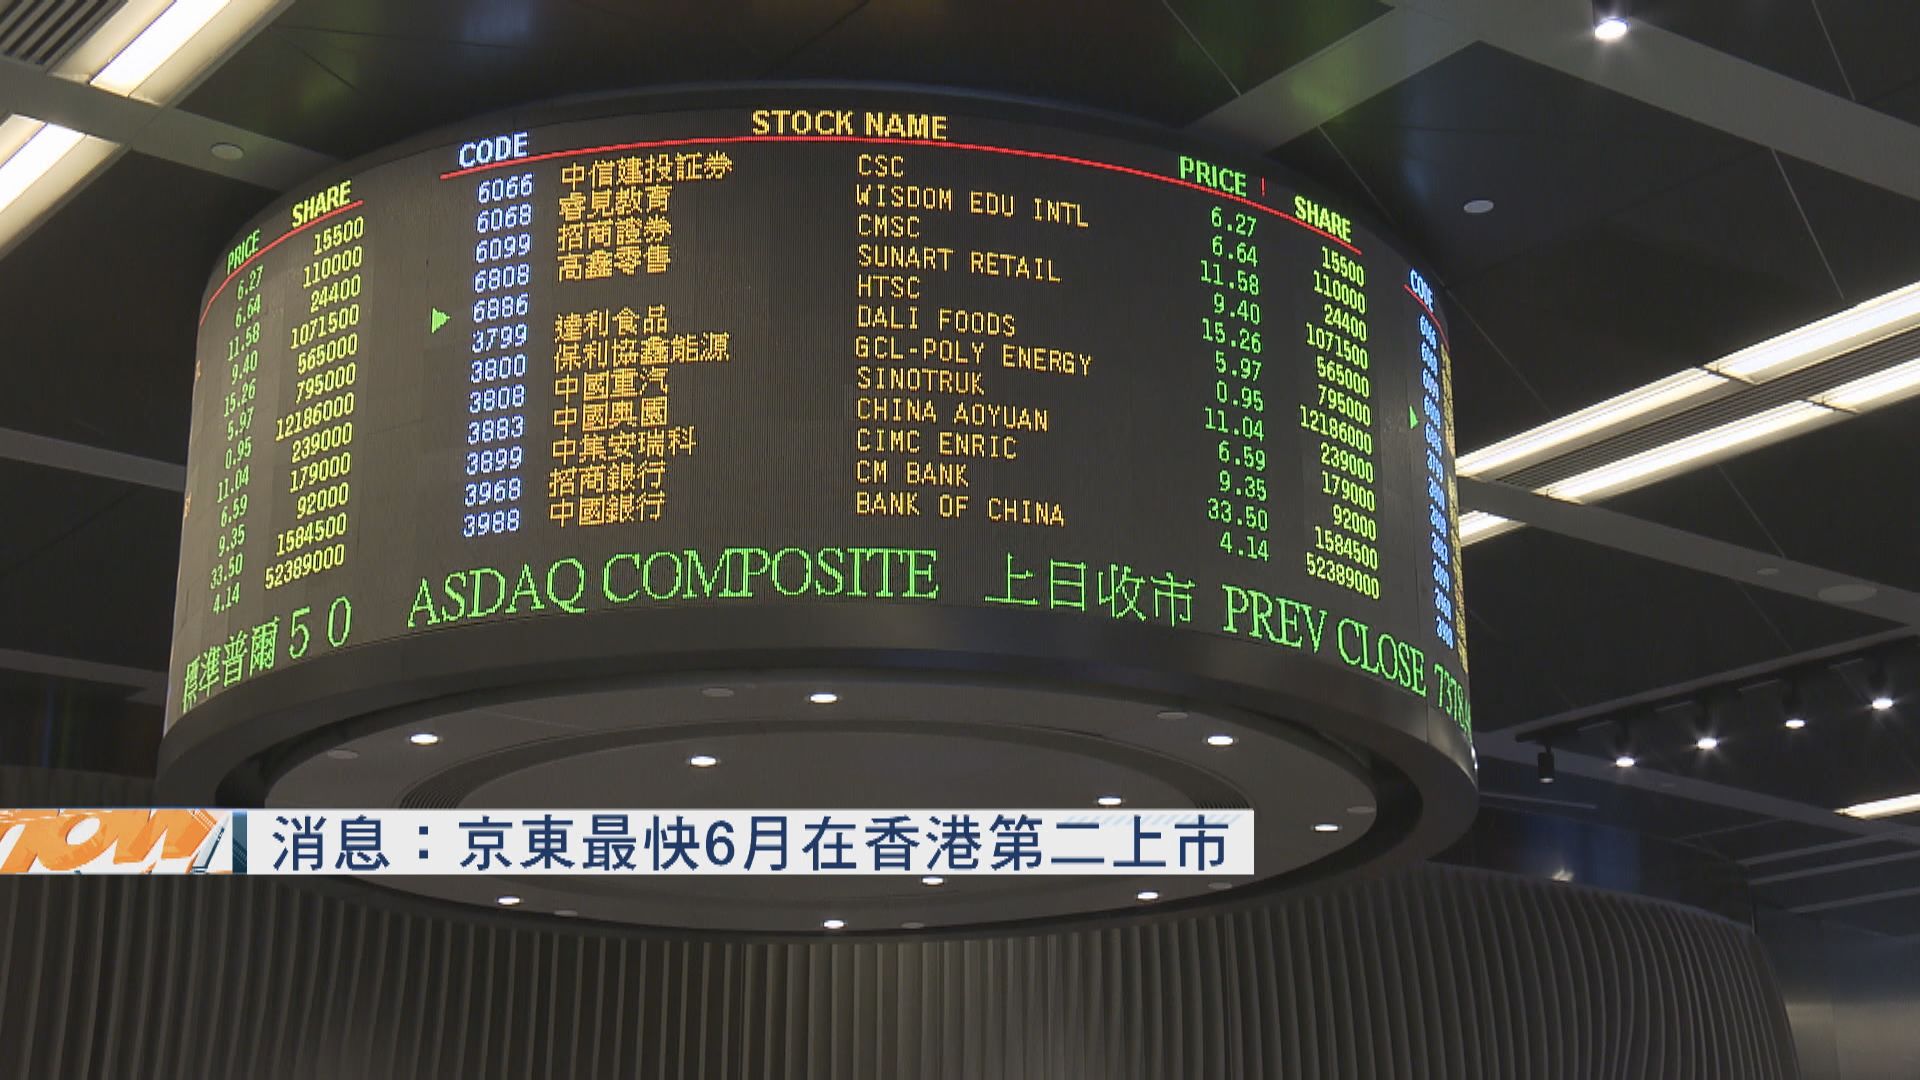 STOCK NAME
CODE PRICE SHARE
PRICE SHARE
6066 中信建投証券 CSC 6.27 15500
6068 睿見教育 WISDOM EDU INTL 6.64 110000
6099 招商證券 CMSC 11.58 24400
6808 高鑫零售 SUNART RETAIL 9.40 1071500
6886 HTSC 15.26 565000
3799 達利食品 DALI FOODS 5.97 795000
3800 保利協鑫能源 GCL-POLY ENERGY 0.95 12186000
3808 中國重汽 SINOTRUK 11.04 239000
3883 中國奧園 CHINA AOYUAN 6.59 179000
3899 中集安瑞科 CIMC ENRIC 9.35 92000
3968 招商銀行 CM BANK 33.50 1584500
3988 中國銀行 BANK OF CHINA 4.14 52389000
6.27 15500
6.64 110000
11.58 24400
9.40 1071500
15.26 565000
5.97 795000
0.95 12186000
11.04 239000
6.59 179000
9.35 92000
33.50 1584500
4.14 52389000
CODE
標準普爾50 ASDAQ COMPOSITE 上日收市 PREV CLOSE
now
消息：京東最快6月在香港第二上市